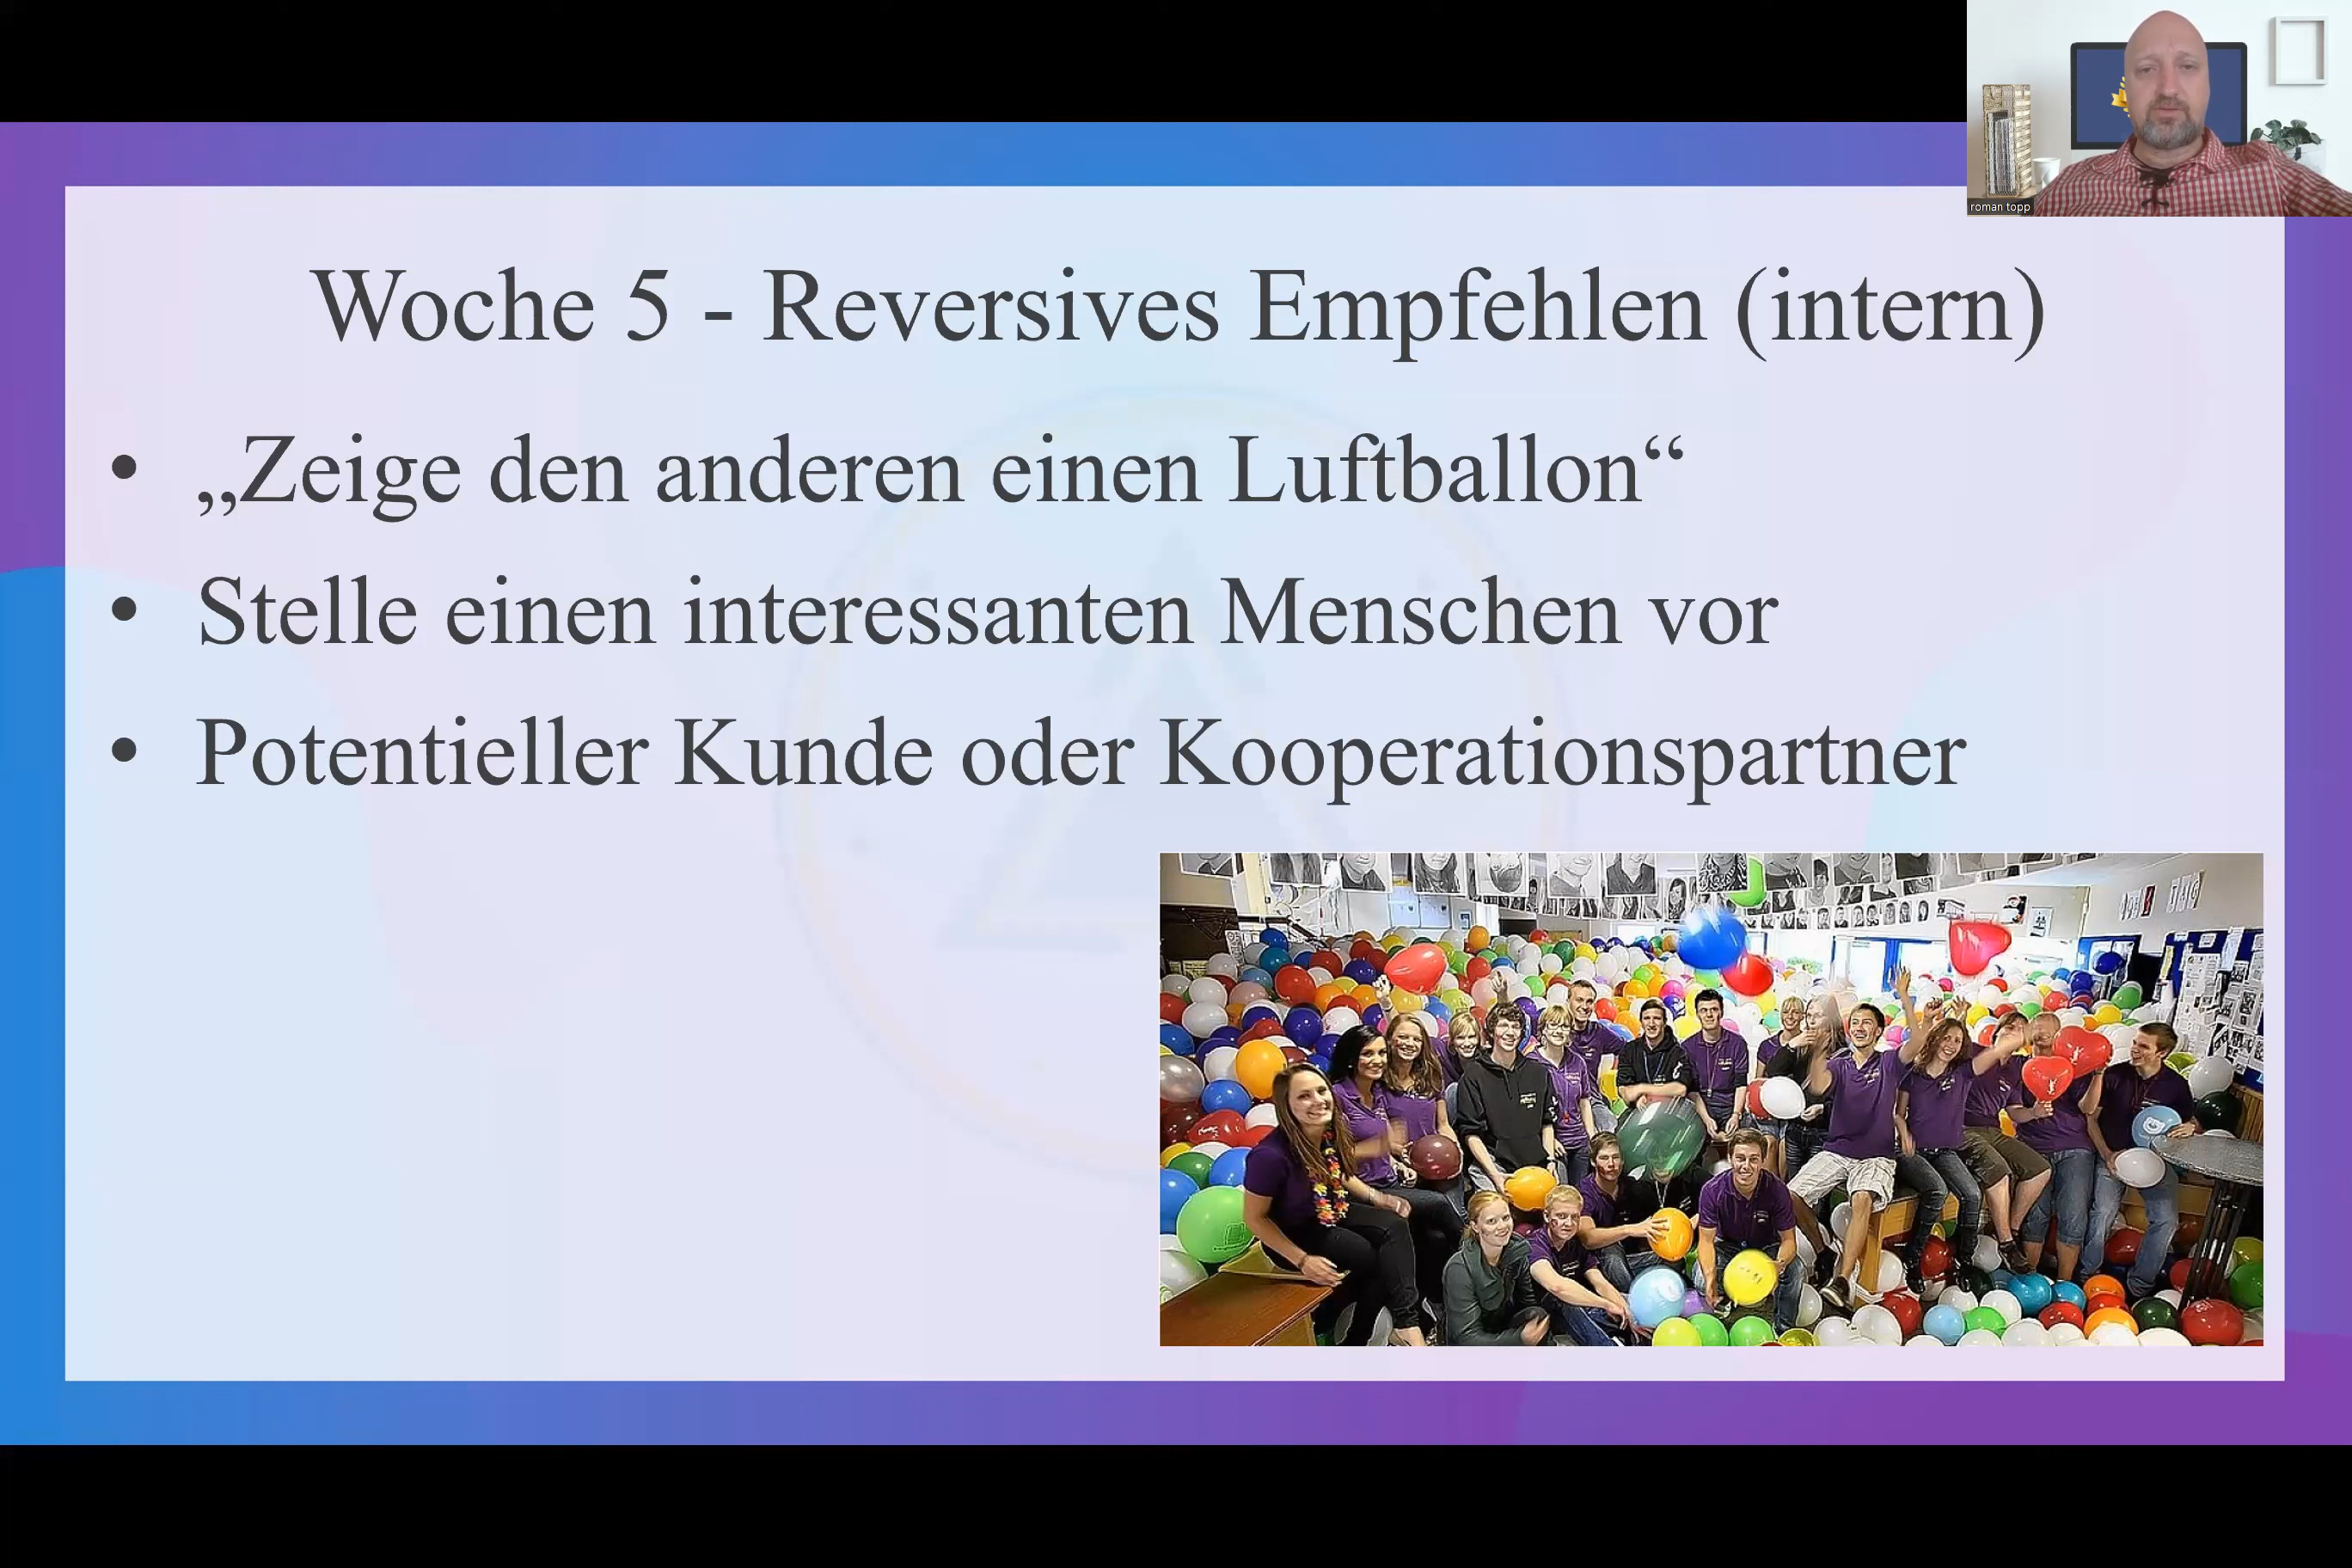 roman topp
Woche 5 - Reversives Empfehlen (intern)
• „Zeige den anderen einen Luftballon“
• Stelle einen interessanten Menschen vor
• Potentieller Kunde oder Kooperationspartner